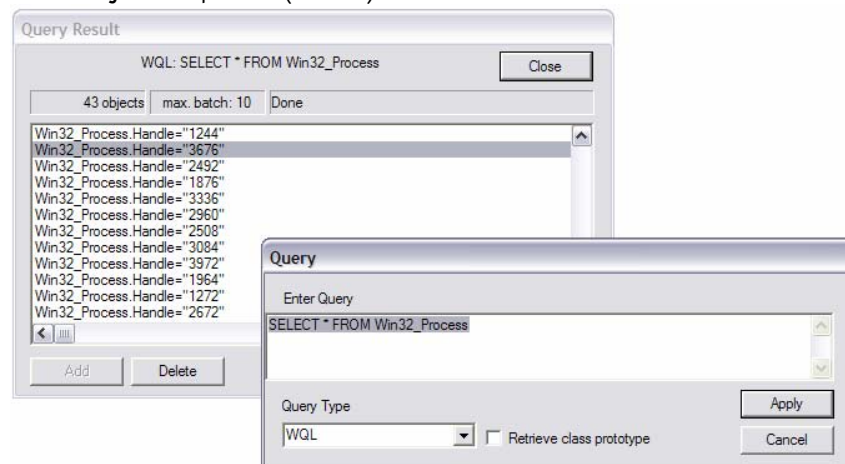 Query Result
WQL: SELECT * FROM Win32_Process
Close
43 objects
max. batch: 10
Done
Win32_Process.Handle="1244"
Win32_Process.Handle="3676"
Win32_Process.Handle="2492"
Win32_Process.Handle="1876"
Win32_Process.Handle="3336"
Win32_Process.Handle="2960"
Win32_Process.Handle="2508"
Win32_Process.Handle="3084"
Win32_Process.Handle="3972"
Win32_Process.Handle="1964"
Win32_Process.Handle="1272"
Win32_Process.Handle="2672"
Add
Delete
Query
Enter Query
SELECT * FROM Win32_Process
Query Type
WQL
Retrieve class prototype
Apply
Cancel